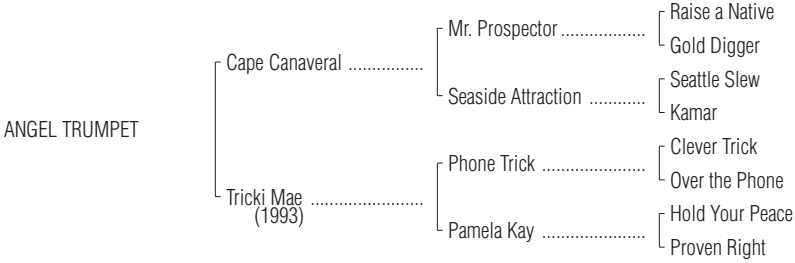 Raise a Native
Mr. Prospector ..................
Gold Digger
Cape Canaveral ................
Seattle Slew
Seaside Attraction ............
Kamar
ANGEL TRUMPET
Clever Trick
Phone Trick ......................
Over the Phone
Tricki Mae ........................
(1993)
Hold Your Peace
Pamela Kay ......................
Proven Right